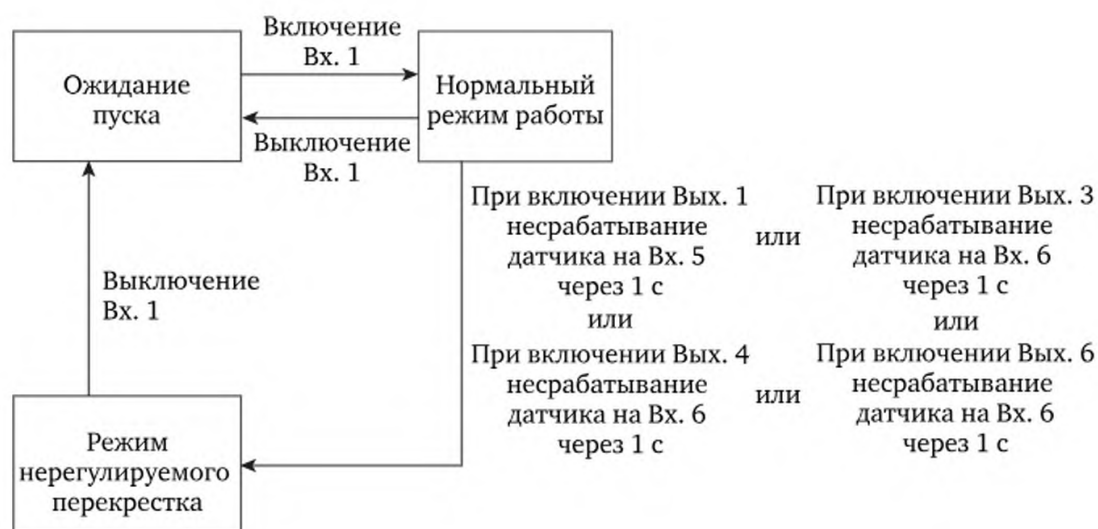 Включение
Вх. 1
Ожидание
пуска
Нормальный
режим работы
Выключение
Вх. 1
При включении Вых. 1
несрабатывание
датчика на Вх. 5
через 1 с
или
При включении Вых. 3
несрабатывание
датчика на Вх. 6
через 1 с
или
или
При включении Вых. 4
несрабатывание
датчика на Вх. 6
через 1 с
или
При включении Вых. 6
несрабатывание
датчика на Вх. 6
через 1 с
Выключение
Вх. 1
Режим
нерегулируемого
перекрестка